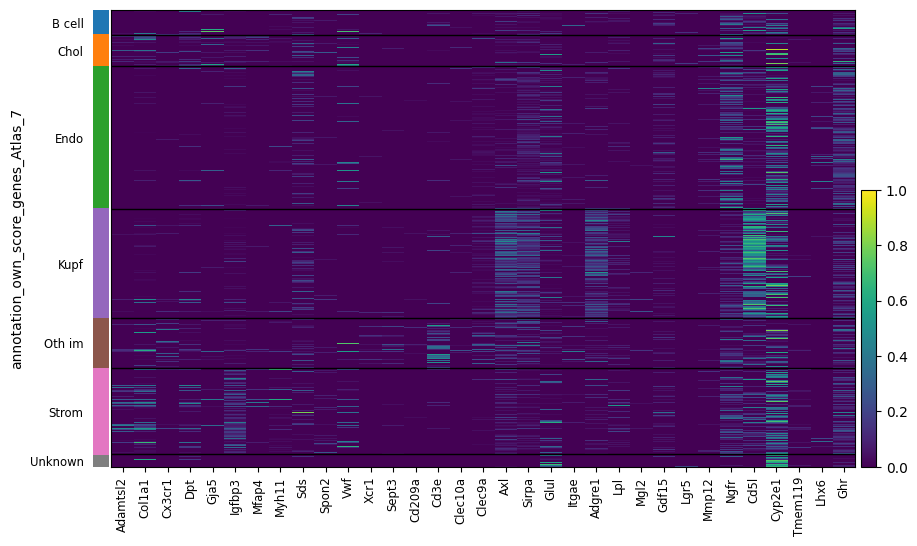 annotation_own_score_genes_Atlas_7
B cell
Chol
Endo
Kupf
Oth im
Strom
Unknown
Adamtsl2
Col1a1
Cx3cr1
Dpt
Gja5
Igfbp3
Mfap4
Myh11
Sds
Spon2
Vwf
Xcr1
Sept3
Cd209a
Cd3e
Clec10a
Clec9a
Axl
Sirpa
Glul
Itgae
Adgre1
Lpl
Mgl2
Gdf15
Lgr5
Mmp12
Ngfr
Cd5l
Cyp2e1
Tmem119
Lhx6
Ghr
1.0
0.8
0.6
0.4
0.2
0.0